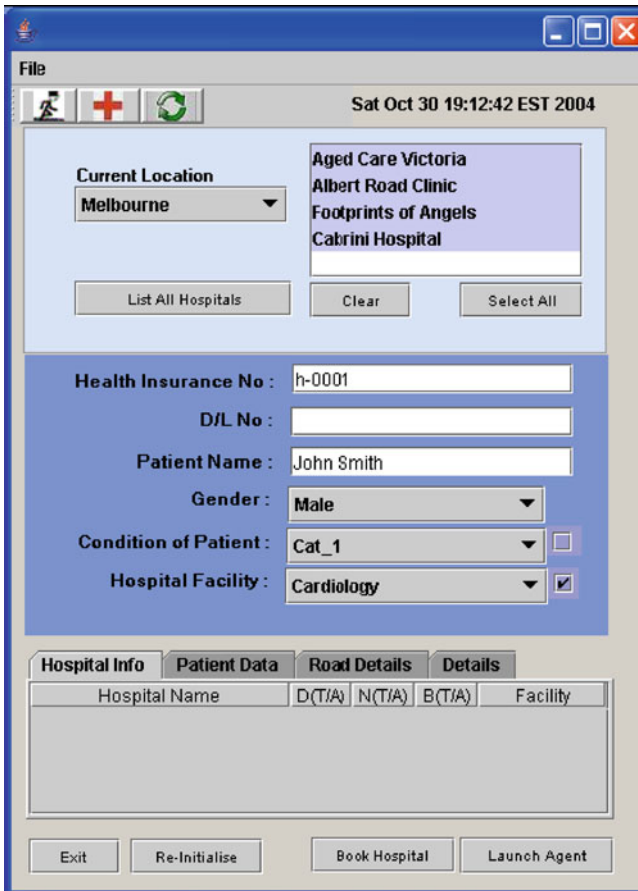 File
Sat Oct 30 19:12:42 EST 2004
Current Location
Melbourne
Aged Care Victoria
Albert Road Clinic
Footprints of Angels
Cabrini Hospital
List All Hospitals
Clear
Select All
Health Insurance No : h-0001
D/L No :
Patient Name : John Smith
Gender : Male
Condition of Patient : Cat_1
Hospital Facility : Cardiology
Hospital Info Patient Data Road Details Details
Hospital Name D(T/A) N(T/A) B(T/A) Facility
Exit Re-Initialise Book Hospital Launch Agent